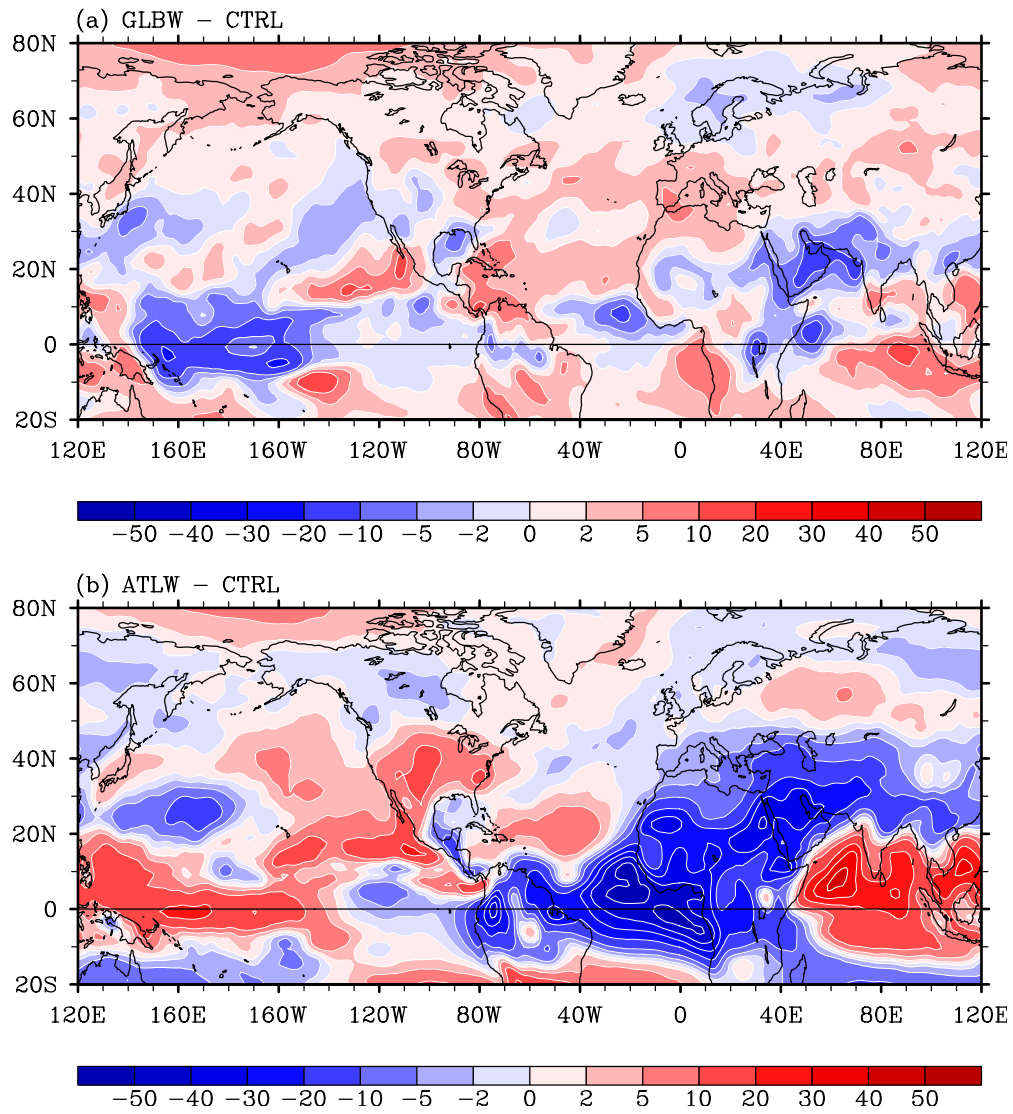 (a) GLBW − CTRL
80N
60N
40N
20N
0
20S
120E 160E 160W 120W 80W 40W 0 40E 80E 120E
−50 −40 −30 −20 −10 −5 −2 0 2 5 10 20 30 40 50
(b) ATLW − CTRL
80N
60N
40N
20N
0
20S
120E 160E 160W 120W 80W 40W 0 40E 80E 120E
−50 −40 −30 −20 −10 −5 −2 0 2 5 10 20 30 40 50